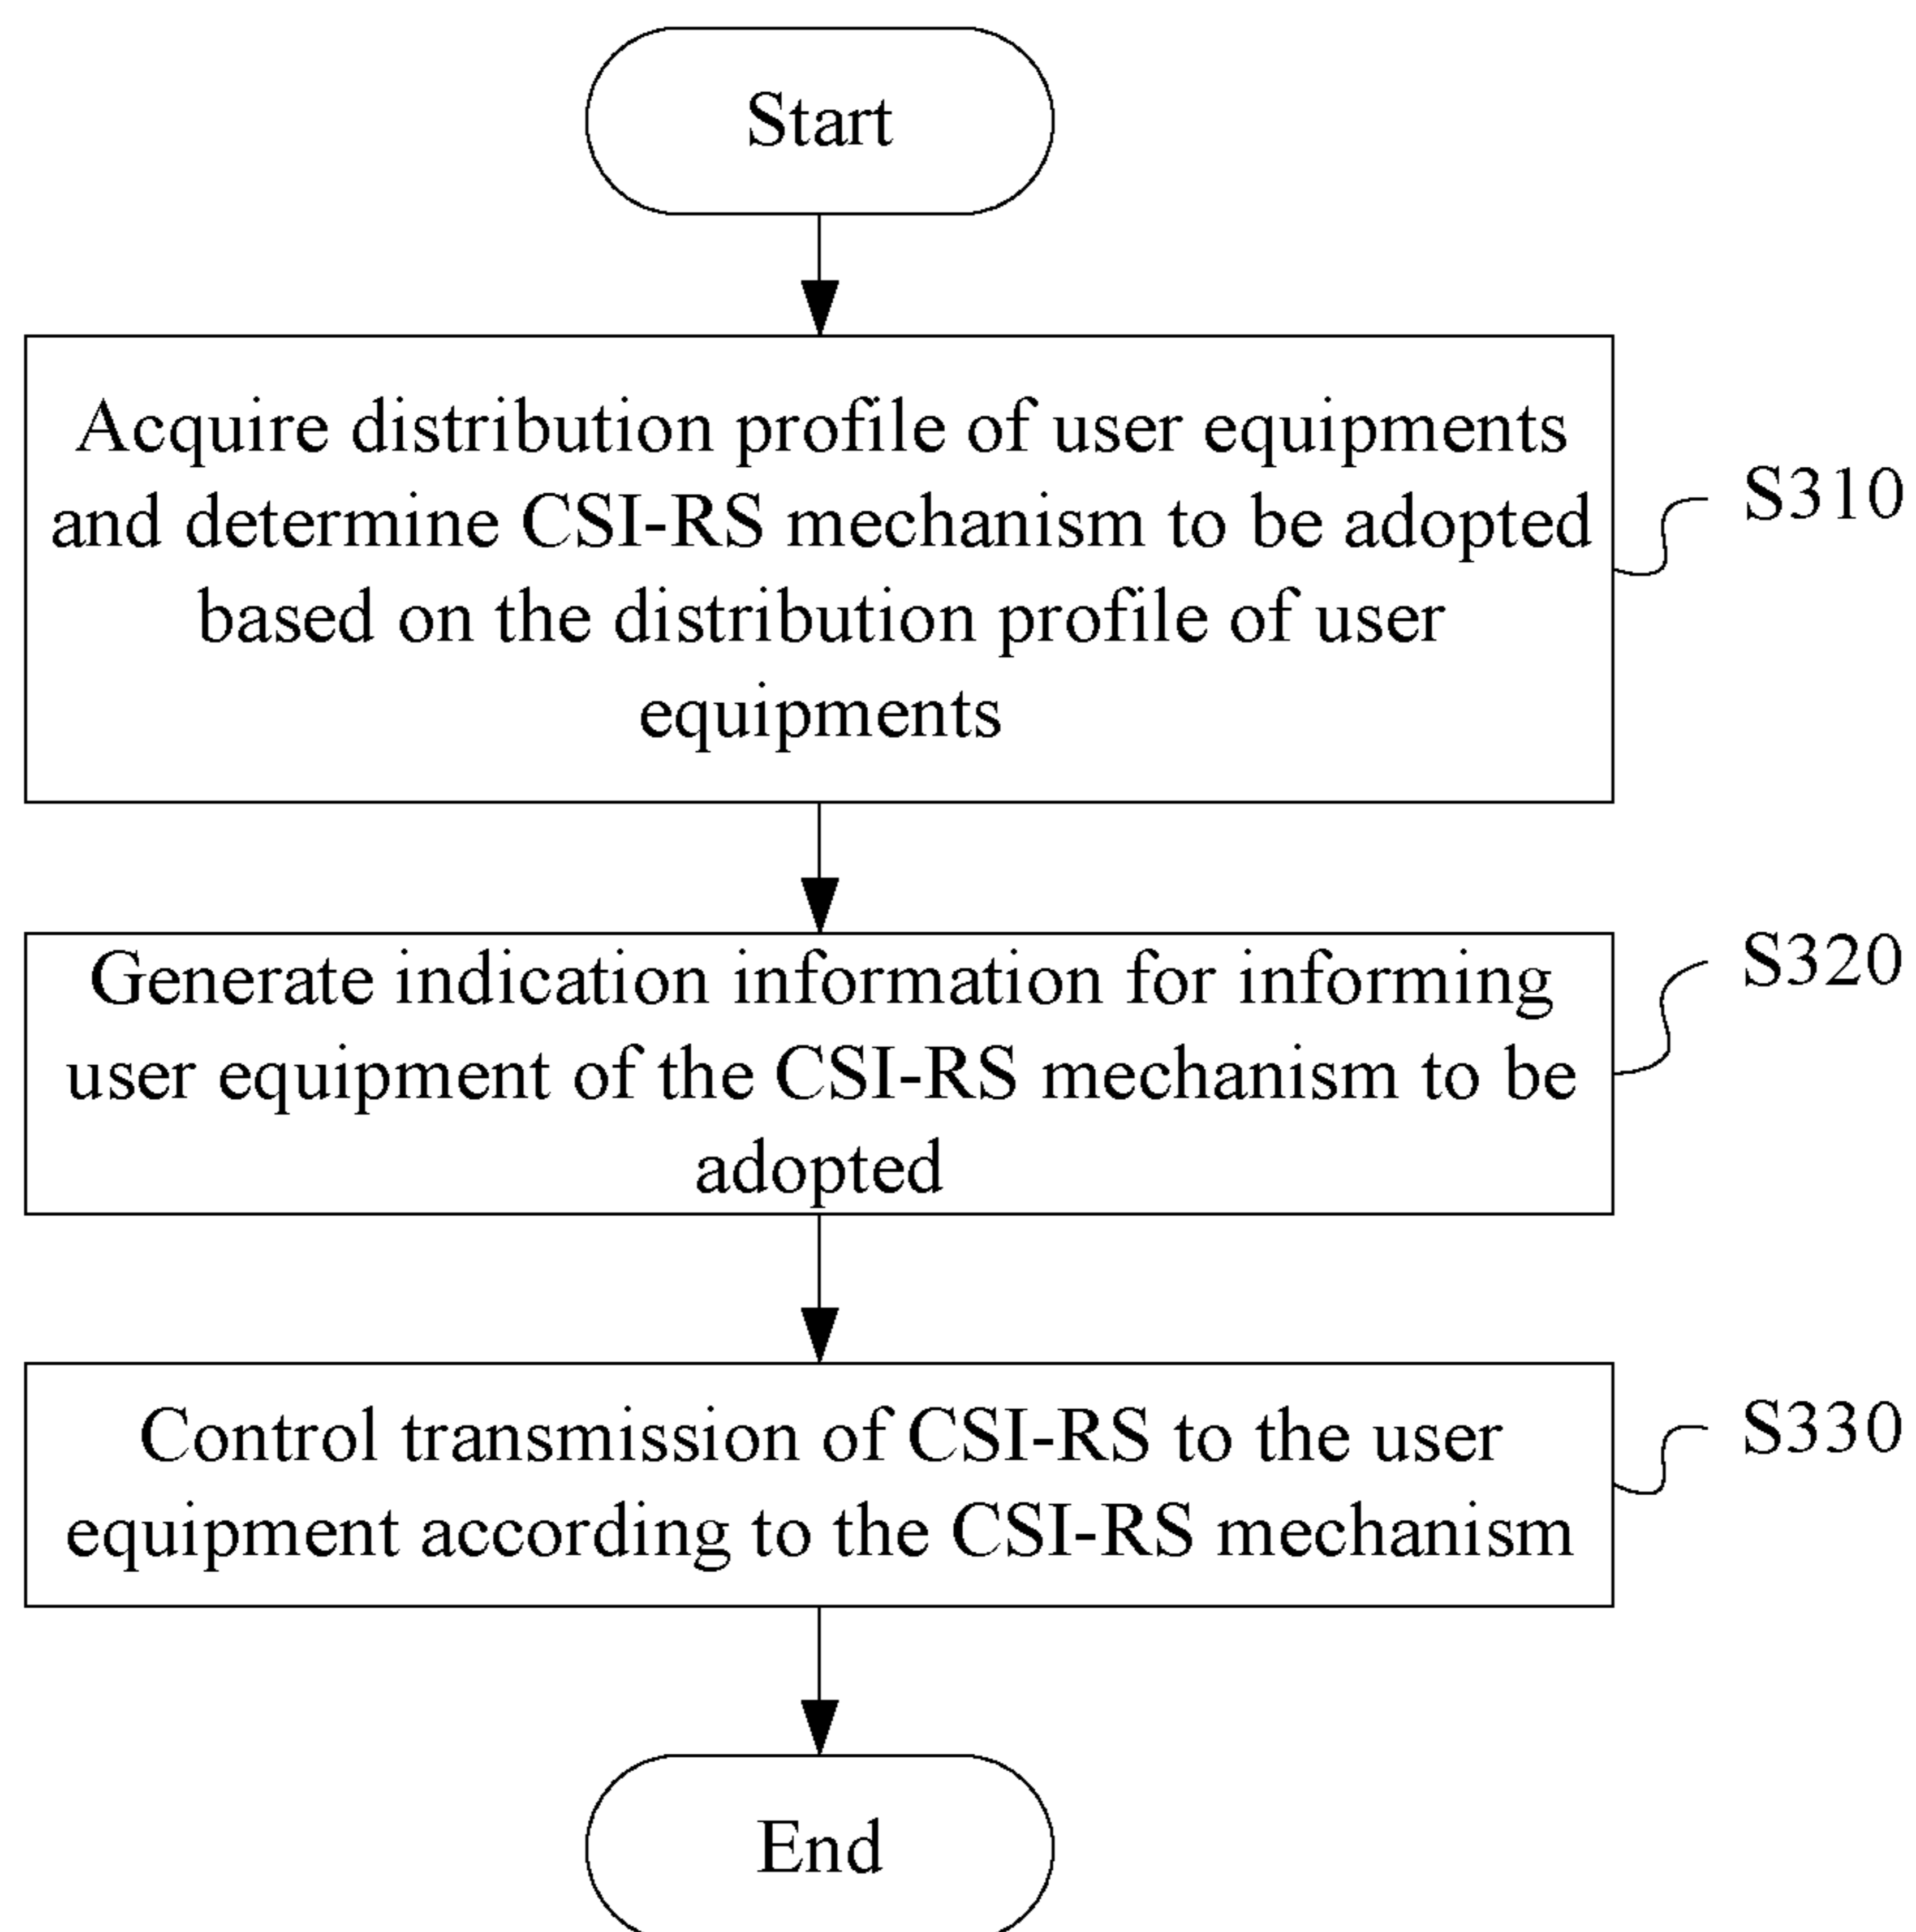 Start
Acquire distribution profile of user equipments
and determine CSI-RS mechanism to be adopted
based on the distribution profile of user
equipments
S310
Generate indication information for informing
user equipment of the CSI-RS mechanism to be
adopted
S320
Control transmission of CSI-RS to the user
equipment according to the CSI-RS mechanism
S330
End